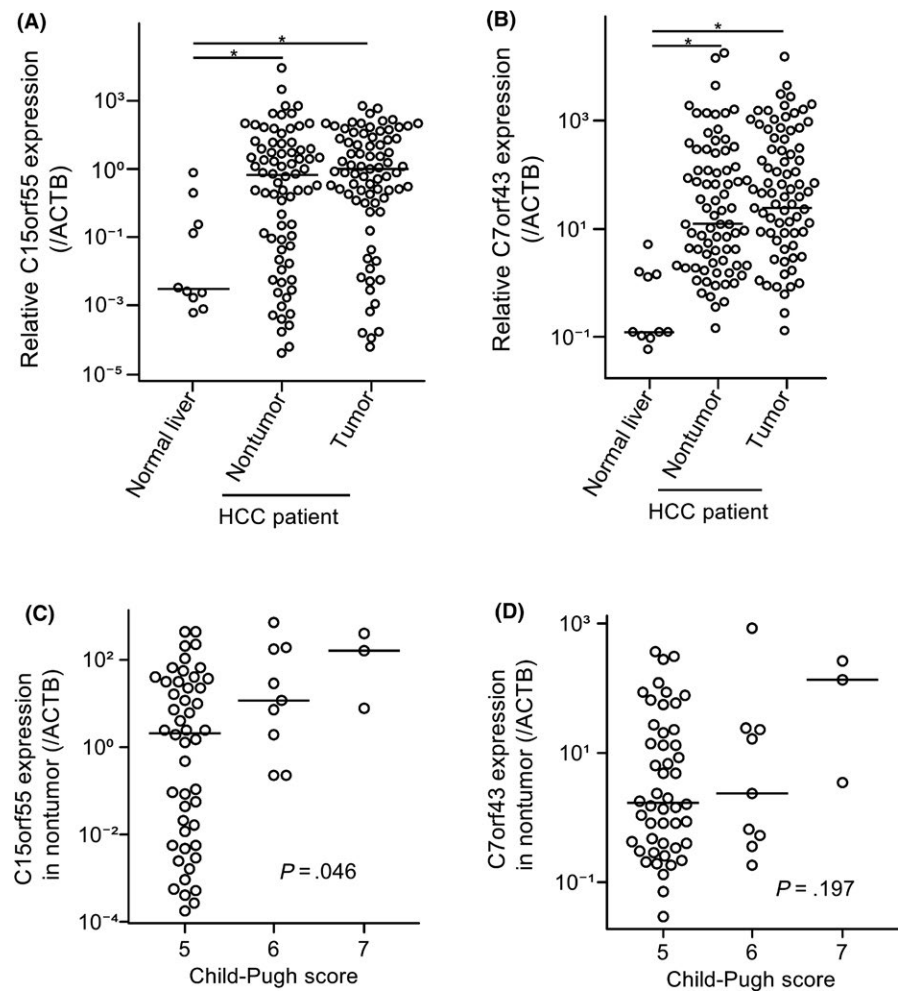 (A)
Relative C15orf55 expression
(/ACTB)
*
*
10³
10⁰
10⁻¹
10⁻³
10⁻⁵
Normal liver
Nontumor
Tumor
HCC patient
(B)
Relative C7orf43 expression
(/ACTB)
*
*
10³
10¹
10⁻¹
Normal liver
Nontumor
Tumor
HCC patient
(C)
C15orf55 expression
in nontumor (/ACTB)
10²
10⁰
10⁻²
10⁻⁴
P = .046
5 6 7
Child-Pugh score
(D)
C7orf43 expression
in nontumor (/ACTB)
10³
10¹
10⁻¹
P = .197
5 6 7
Child-Pugh score